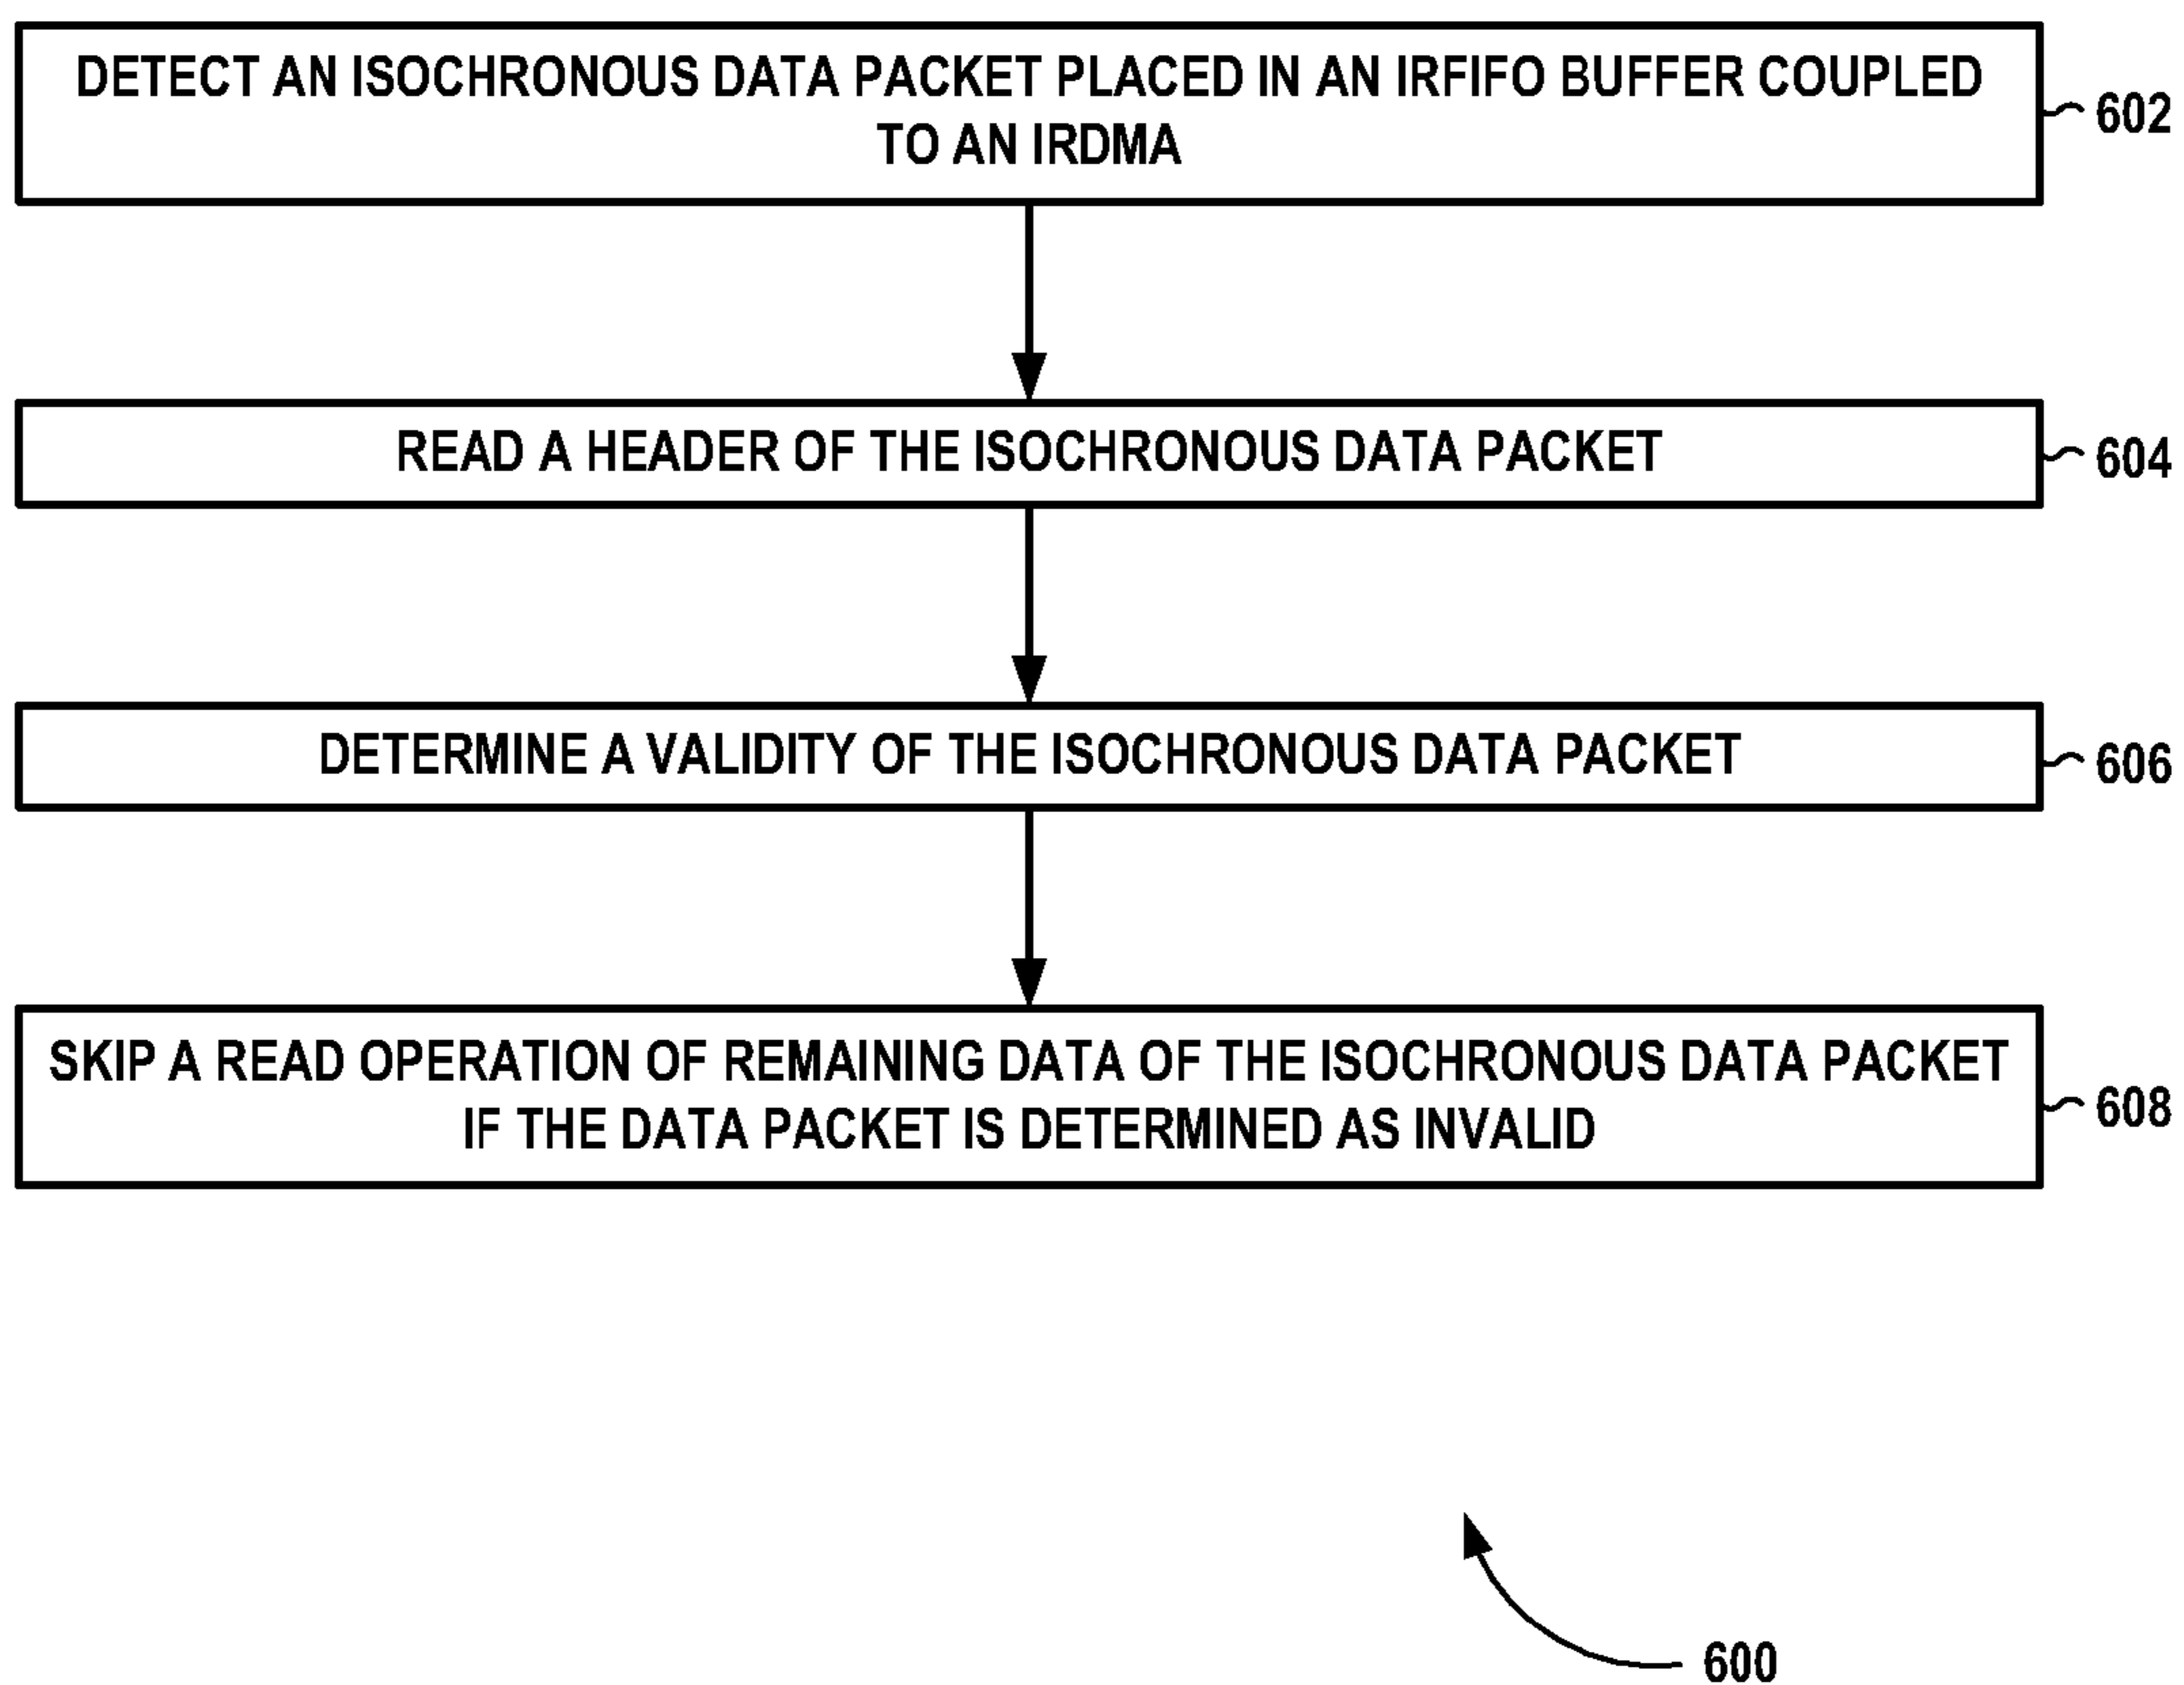 DETECT AN ISOCHRONOUS DATA PACKET PLACED IN AN IRFIFO BUFFER COUPLED
TO AN IRDMA
602
READ A HEADER OF THE ISOCHRONOUS DATA PACKET
604
DETERMINE A VALIDITY OF THE ISOCHRONOUS DATA PACKET
606
SKIP A READ OPERATION OF REMAINING DATA OF THE ISOCHRONOUS DATA PACKET
IF THE DATA PACKET IS DETERMINED AS INVALID
608
600